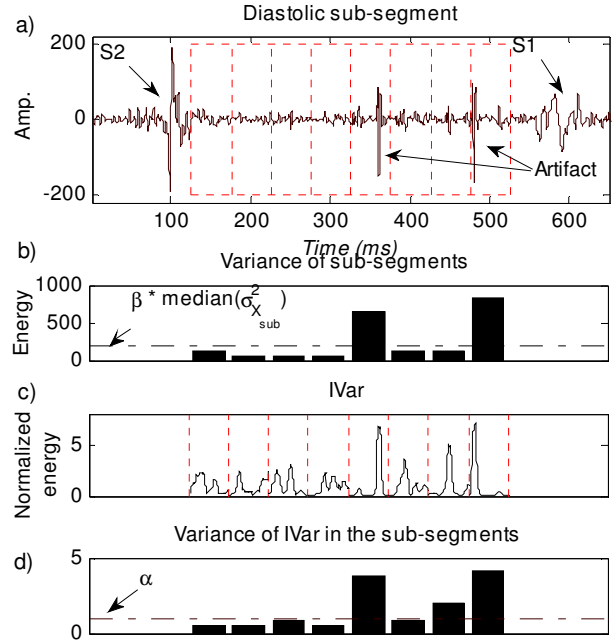 Diastolic sub-segment
a)
200
0
-200
Amp.
S2
S1
Artifact
100 200 300 400 500 600
Time (ms)
b)
Variance of sub-segments
1000
500
0
Energy
β * median(σ²Xsub)
c)
IVar
5
0
Normalized energy
Variance of IVar in the sub-segments
d)
5
0
α